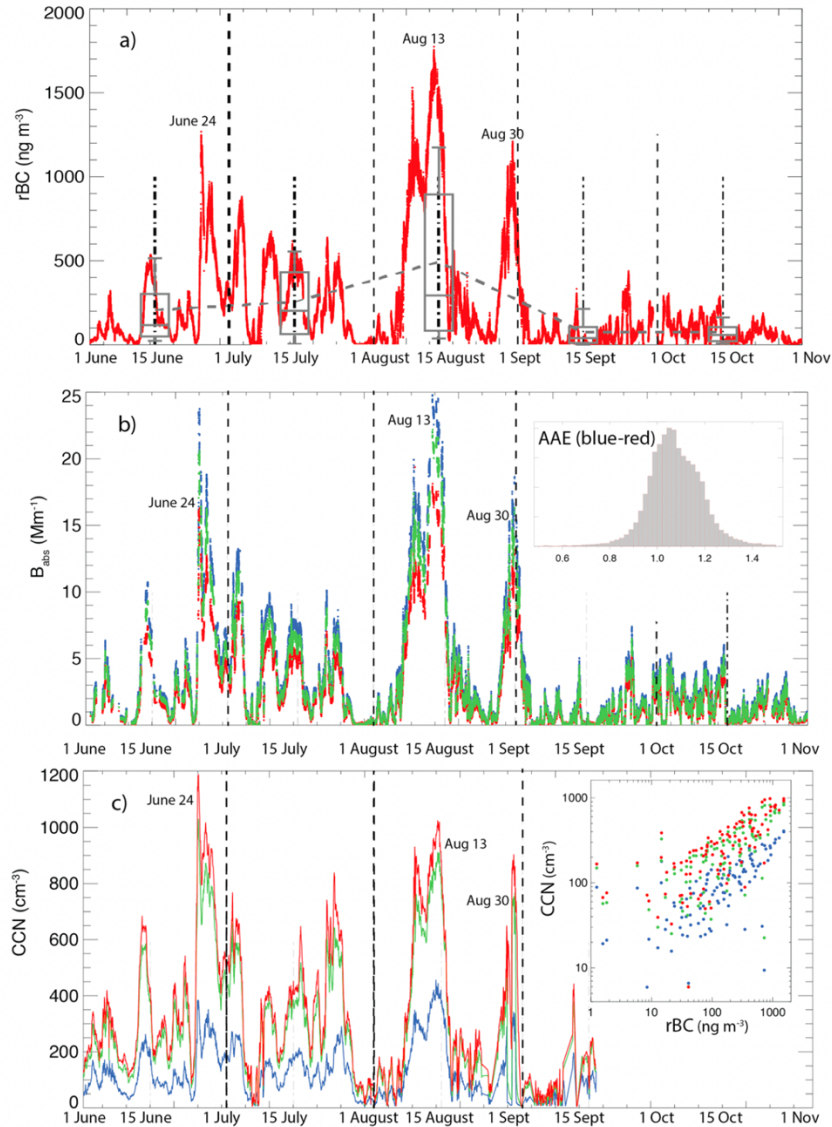 a)
rBC (ng m⁻³)
2000
1500
1000
500
0
June 24
Aug 13
Aug 30
1 June 15 June 1 July 15 July 1 August 15 August 1 Sept 15 Sept 1 Oct 15 Oct 1 Nov
b)
Babs (Mm⁻¹)
25
20
15
10
5
0
June 24
Aug 13
Aug 30
AAE (blue-red)
0.6 0.8 1.0 1.2 1.4
1 June 15 June 1 July 15 July 1 August 15 August 1 Sept 15 Sept 1 Oct 15 Oct 1 Nov
c)
CCN (cm⁻³)
1200
1000
800
600
400
200
0
June 24
Aug 13
Aug 30
CCN (cm⁻³)
1000
100
10
1 10 100 1000
rBC (ng m⁻³)
1 June 15 June 1 July 15 July 1 August 15 August 1 Sept 15 Sept 1 Oct 15 Oct 1 Nov